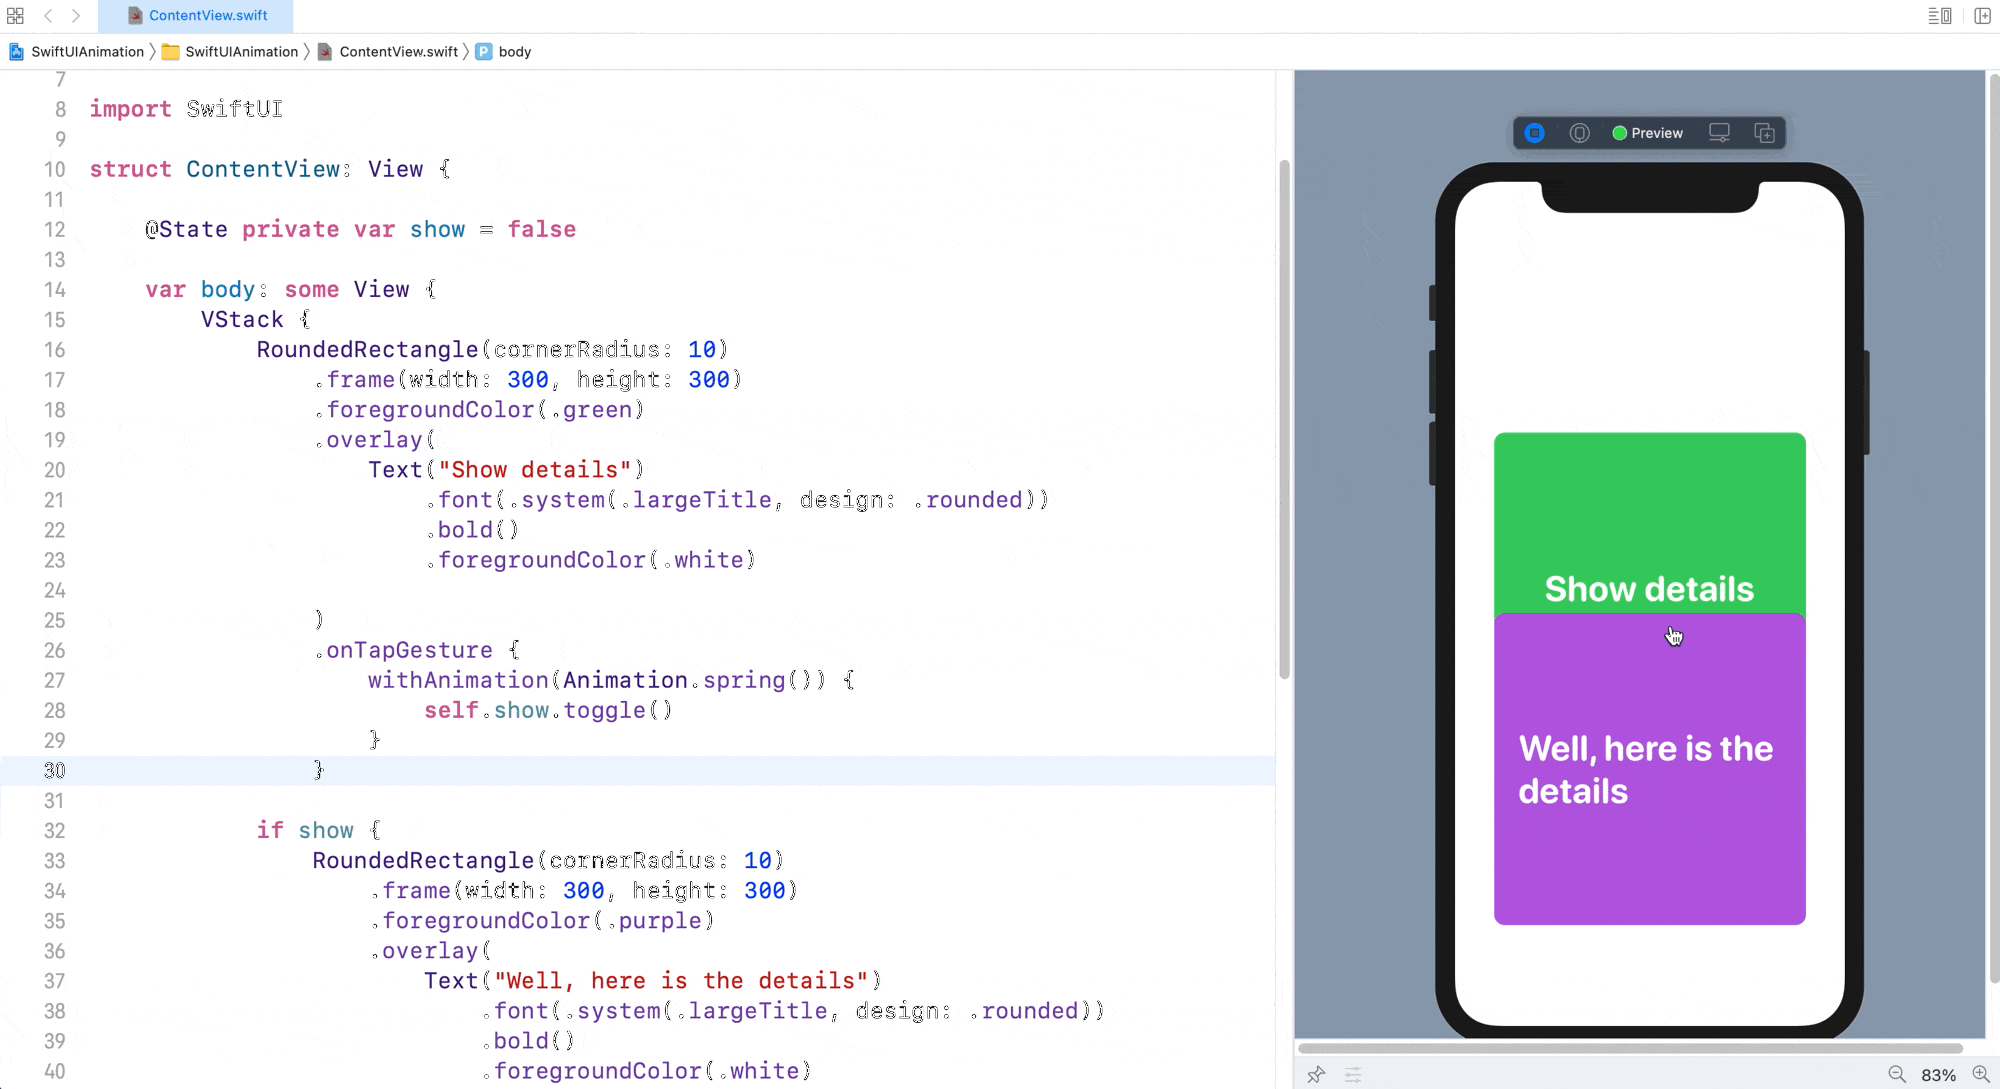 ContentView.swift
SwiftUIAnimation SwiftUIAnimation ContentView.swift P body
7
8 import SwiftUI
9
10 struct ContentView: View {
11
12 @State private var show = false
13
14 var body: some View {
15 VStack {
16 RoundedRectangle(cornerRadius: 10)
17 .frame(width: 300, height: 300)
18 .foregroundColor(.green)
19 .overlay(
20 Text("Show details")
21 .font(.system(.largeTitle, design: .rounded))
22 .bold()
23 .foregroundColor(.white)
24
25 )
26 .onTapGesture {
27 withAnimation(Animation.spring()) {
28 self.show.toggle()
29 }
30 }
31
32 if show {
33 RoundedRectangle(cornerRadius: 10)
34 .frame(width: 300, height: 300)
35 .foregroundColor(.purple)
36 .overlay(
37 Text("Well, here is the details")
38 .font(.system(.largeTitle, design: .rounded))
39 .bold()
40 .foregroundColor(.white)
Preview
Show details
Well, here is the
details
83%